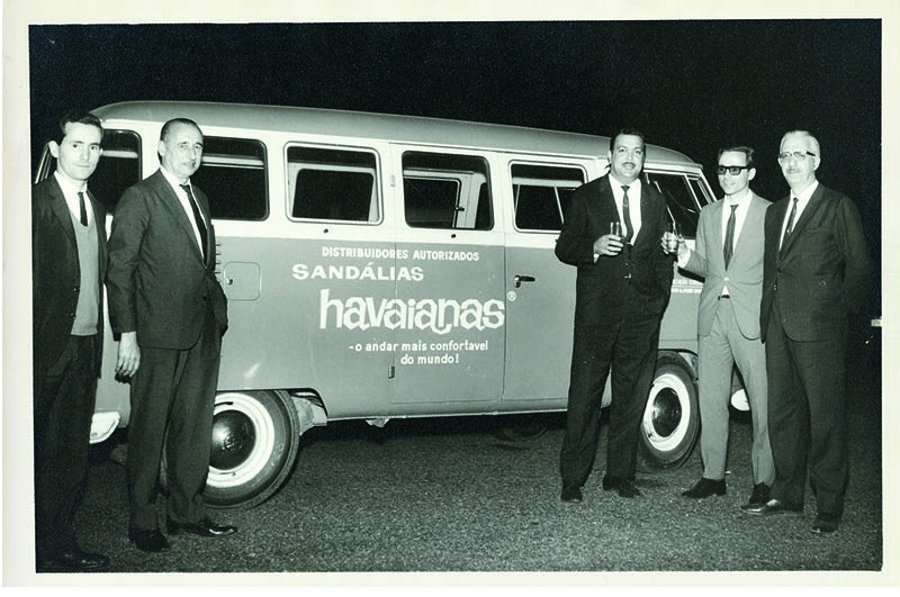 DISTRIBUIDORES AUTORIZADOS
SANDÁLIAS
havaianas®
-o andar mais confortavel
do mundo!